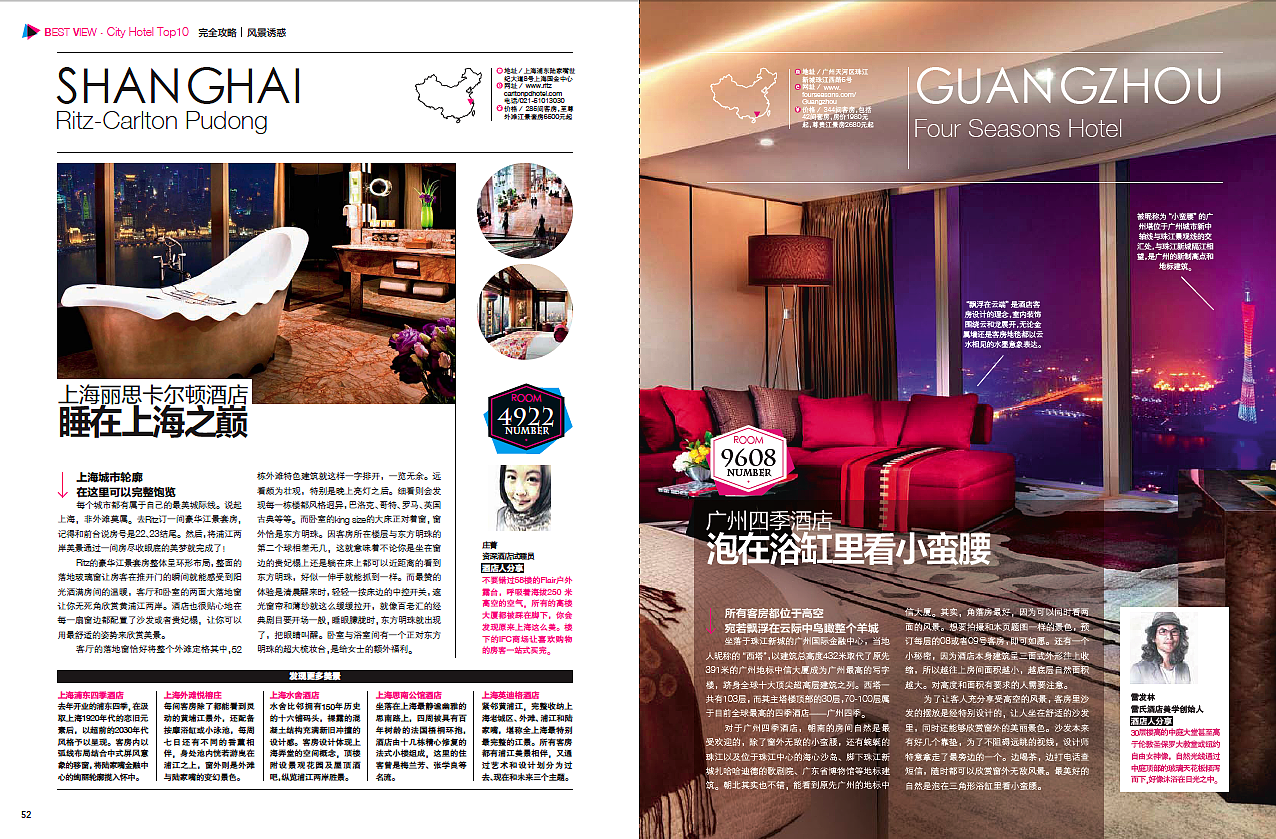 BEST VIEW - City Hotel Top10 完全攻略 | 风景诱惑
SHANGHAI
Ritz-Carlton Pudong
地址 / 上海浦东陆家嘴世
纪大道8号上海国金中心
网址 / www.ritz
carltonpdhotel.com
电话/021-51013030
价格 / 285间客房,至尊
外滩江景套房6600元起
上海丽思卡尔顿酒店
睡在上海之巅
ROOM
4922
NUMBER
上海城市轮廓
在这里可以完整饱览
每个城市都有属于自己的最美城际线。说起
上海，非外滩莫属。去Ritz订一间豪华江景套房，
记得和前台说房号是22、23结尾。然后，将浦江两
岸美景通过一间房尽收眼底的美梦就完成了！
Ritz的豪华江景套房整体呈环形布局，整面的
落地玻璃窗让房客在推开门的瞬间就能感受到阳
光洒满房间的温暖。客厅和卧室的两扇落地大窗
让你无死角欣赏黄浦江两岸。酒店也很贴心地在
每一扇窗边都配置了沙发或者贵妃榻，让你可以
用最舒适的姿势来欣赏美景。
客厅的落地窗恰好将整个外滩定格其中，52
栋外滩特色建筑就这样一字排开，一览无余。远
看颇为壮观，特别是晚上亮灯之后。细看则会发
现每一栋楼都风格迥异，巴洛克、哥特、罗马、英国
古典等等。而卧室的king size的大床正对着窗，窗
外恰是东方明珠。因客房所在楼层与东方明珠的
第二个球相差无几，这就意味着不论你是坐在窗
边的贵妃榻上还是躺在床上都可以近距离的看到
东方明珠，好似一伸手就能抓到一样。而最赞的
体验是清晨醒来时，轻轻一按床边的中控开关，遮
光窗帘和薄纱就这么缓缓拉开，就像百老汇的经
典剧目要开场一般，睡眼朦胧时，东方明珠就出现
了。把眼睛叫醒。卧室与浴室间有一个正对东方
明珠的超大梳妆台，是给女士的额外福利。
庄菁
资深酒店试睡员
酒店人分享
不要错过58楼的Flair户外
露台，呼吸着海拔250 米
高空的空气，所有的高楼
大厦都被踩在脚下，你会
发现原来上海这么美。楼
下的IFC商场让喜欢购物
的房客一站式买完。
发现更多美景
上海浦东四季酒店
去年开业的浦东四季，在汲
取上海1920年代的恋旧元
素后，以超前的2030年代
风格予以呈现。客房内以
弧线布局结合中式屏风意
象的移窗，将陆家嘴金融中
心的绚丽轮廓拢入怀中。
上海外滩悦榕庄
每间客房除了都能看到灵
动的黄浦江景外，还配备
按摩浴缸或小泳池，每周
七日还有不同的香薰相
伴，身处池内恍若游曳在
浦江之上，窗外则是外滩
与陆家嘴的变幻景色。
上海水舍酒店
水舍比邻拥有150年历史
的十六铺码头，裸露的混
凝土结构充满新旧冲撞的
设计感。客房设计体现上
海弄堂的空间概念，顶楼
附设景观花园及屋顶酒
吧，纵览浦江两岸胜景。
上海思南公馆酒店
坐落在上海最静谧幽雅的
思南路上，四周被具有百
年树龄的法国梧桐环抱，
酒店由十几栋精心修复的
法式小楼组成，这里的住
客曾是梅兰芳、张学良等
名流。
上海英迪格酒店
紧邻黄浦江，完整收纳上
海老城区、外滩、浦江和陆
家嘴，堪称全上海最特别
最完整的江景。所有客房
都有浦江美景相伴，又通
过艺术和设计划分为过
去、现在和未来三个主题。
52
GUANGZHOU
Four Seasons Hotel
地址 / 广州天河区珠江
新城珠江西路5号
网址 / www.
fourseasons.com/
Guangzhou
价格 / 344间客房，包括
42间套房，房价1980元
起，尊贵江景房2680元起
被昵称为“小蛮腰”的广
州塔位于广州城市新中
轴线与珠江景观线的交
汇处，与珠江新城隔江相
望，是广州的新制高点和
地标建筑。
“飘浮在云端”是酒店客
房设计的理念，室内装饰
围绕云和龙展开，无论金
属墙还是客房地毯都以云
水相见的水墨意象表达。
ROOM
9608
NUMBER
广州四季酒店
泡在浴缸里看小蛮腰
所有客房都位于高空
宛若飘浮在云际中鸟瞰整个羊城
坐落于珠江新城的广州国际金融中心，当地
人昵称的“西塔”，以建筑总高度432米取代了原先
391米的广州地标中信大厦成为广州最高的写字
楼，跻身全球十大顶尖超高层建筑之列。西塔一
共有103层，而其主塔楼顶部的30层，70-100层属
于目前全球最高的四季酒店——广州四季。
对于广州四季酒店，朝南的房间自然是最
受欢迎的，除了窗外无敌的小蛮腰，还有蜿蜒的
珠江以及位于珠江中心的海心沙岛、脚下珠江新
城扎哈哈迪德的歌剧院、广东省博物馆等地标建
筑。朝北其实也不错，能看到原先广州的地标中
信大厦。其实，角落房最好，因为可以同时看两
面的风景。想要拍摄和本页题图一样的景色，预
订每层的08或者09号客房，即可如愿。还有一个
小秘密，因为酒店本身建筑呈三面式外形往上收
缩，所以越往上房间面积越小，越底层自然面积
越大。对高度和面积有要求的人需要注意。
为了让客人充分享受高空的风景，客房里沙
发的摆放是经特别设计的，让人坐在舒适的沙发
里，同时还能够欣赏窗外的美丽景色。沙发本来
有好几个靠垫，为了不阻碍远眺的视线，设计师
特意拿走了最旁边的一个。边喝茶，边打电话查
短信，随时都可以欣赏窗外无敌风景。最美好的
自然是泡在三角形浴缸里看小蛮腰。
雷发林
雷氏酒店美学创始人
酒店人分享
30层楼高的中庭大堂甚至高
于伦敦圣保罗大教堂或纽约
自由女神像，自然光线通过
中庭顶部的玻璃天花板倾泻
而下，好像沐浴在日光之中。